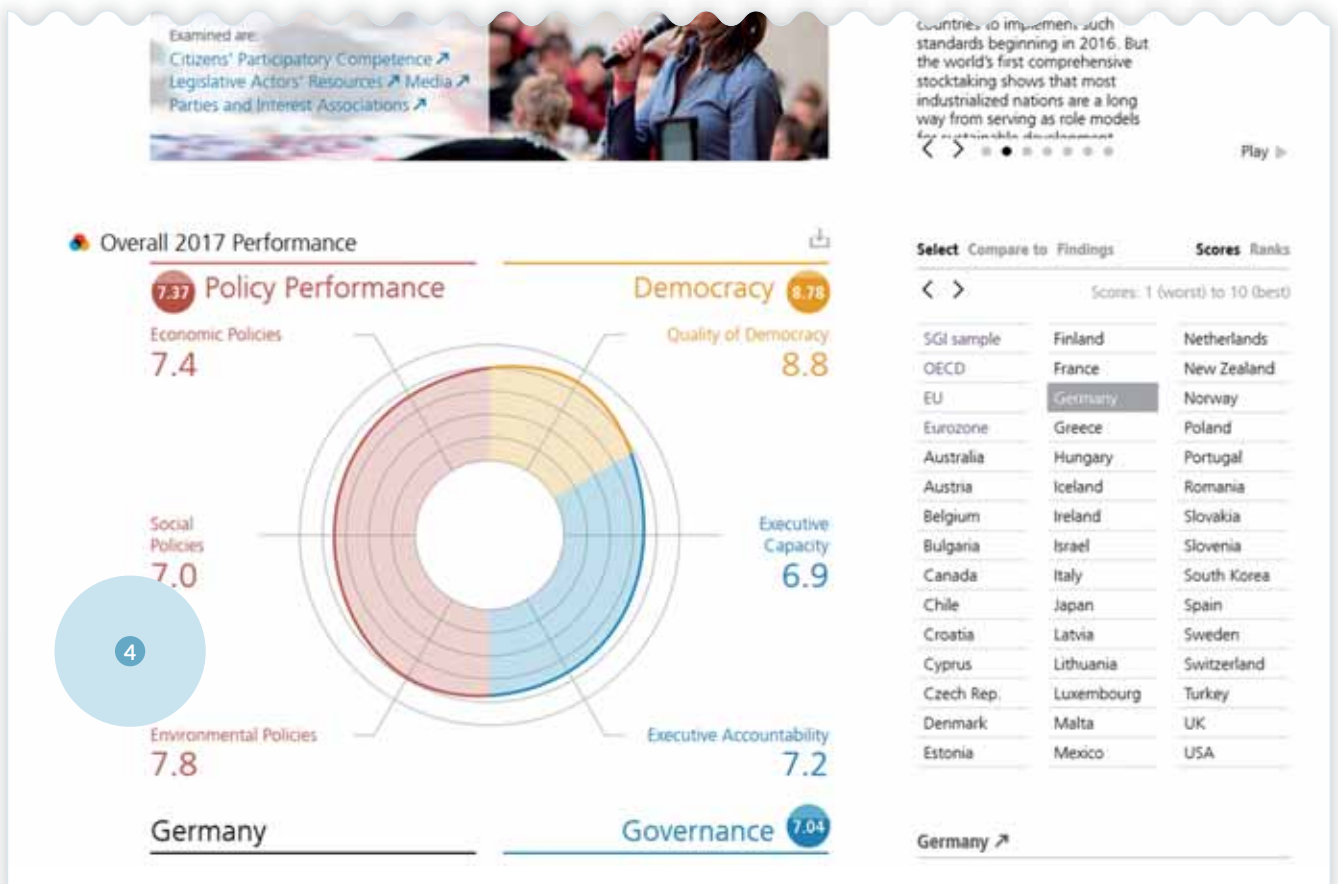 Examined are:
Citizens' Participatory Competence ↗
Legislative Actors' Resources ↗ Media ↗
Parties and Interest Associations ↗
countries to implement such
standards beginning in 2016. But
the world's first comprehensive
stocktaking shows that most
industrialized nations are a long
way from serving as role models
for sustainable development
Play
Overall 2017 Performance
7.37 Policy Performance
Democracy 8.78
Economic Policies
7.4
Quality of Democracy
8.8
Social
Policies
7.0
Executive
Capacity
6.9
4
Environmental Policies
7.8
Executive Accountability
7.2
Germany
Governance 7.04
Select Compare to Findings Scores Ranks
Scores: 1 (worst) to 10 (best)
SGI sample Finland Netherlands
OECD France New Zealand
EU Germany Norway
Eurozone Greece Poland
Australia Hungary Portugal
Austria Iceland Romania
Belgium Ireland Slovakia
Bulgaria Israel Slovenia
Canada Italy South Korea
Chile Japan Spain
Croatia Latvia Sweden
Cyprus Lithuania Switzerland
Czech Rep. Luxembourg Turkey
Denmark Malta UK
Estonia Mexico USA
Germany ↗